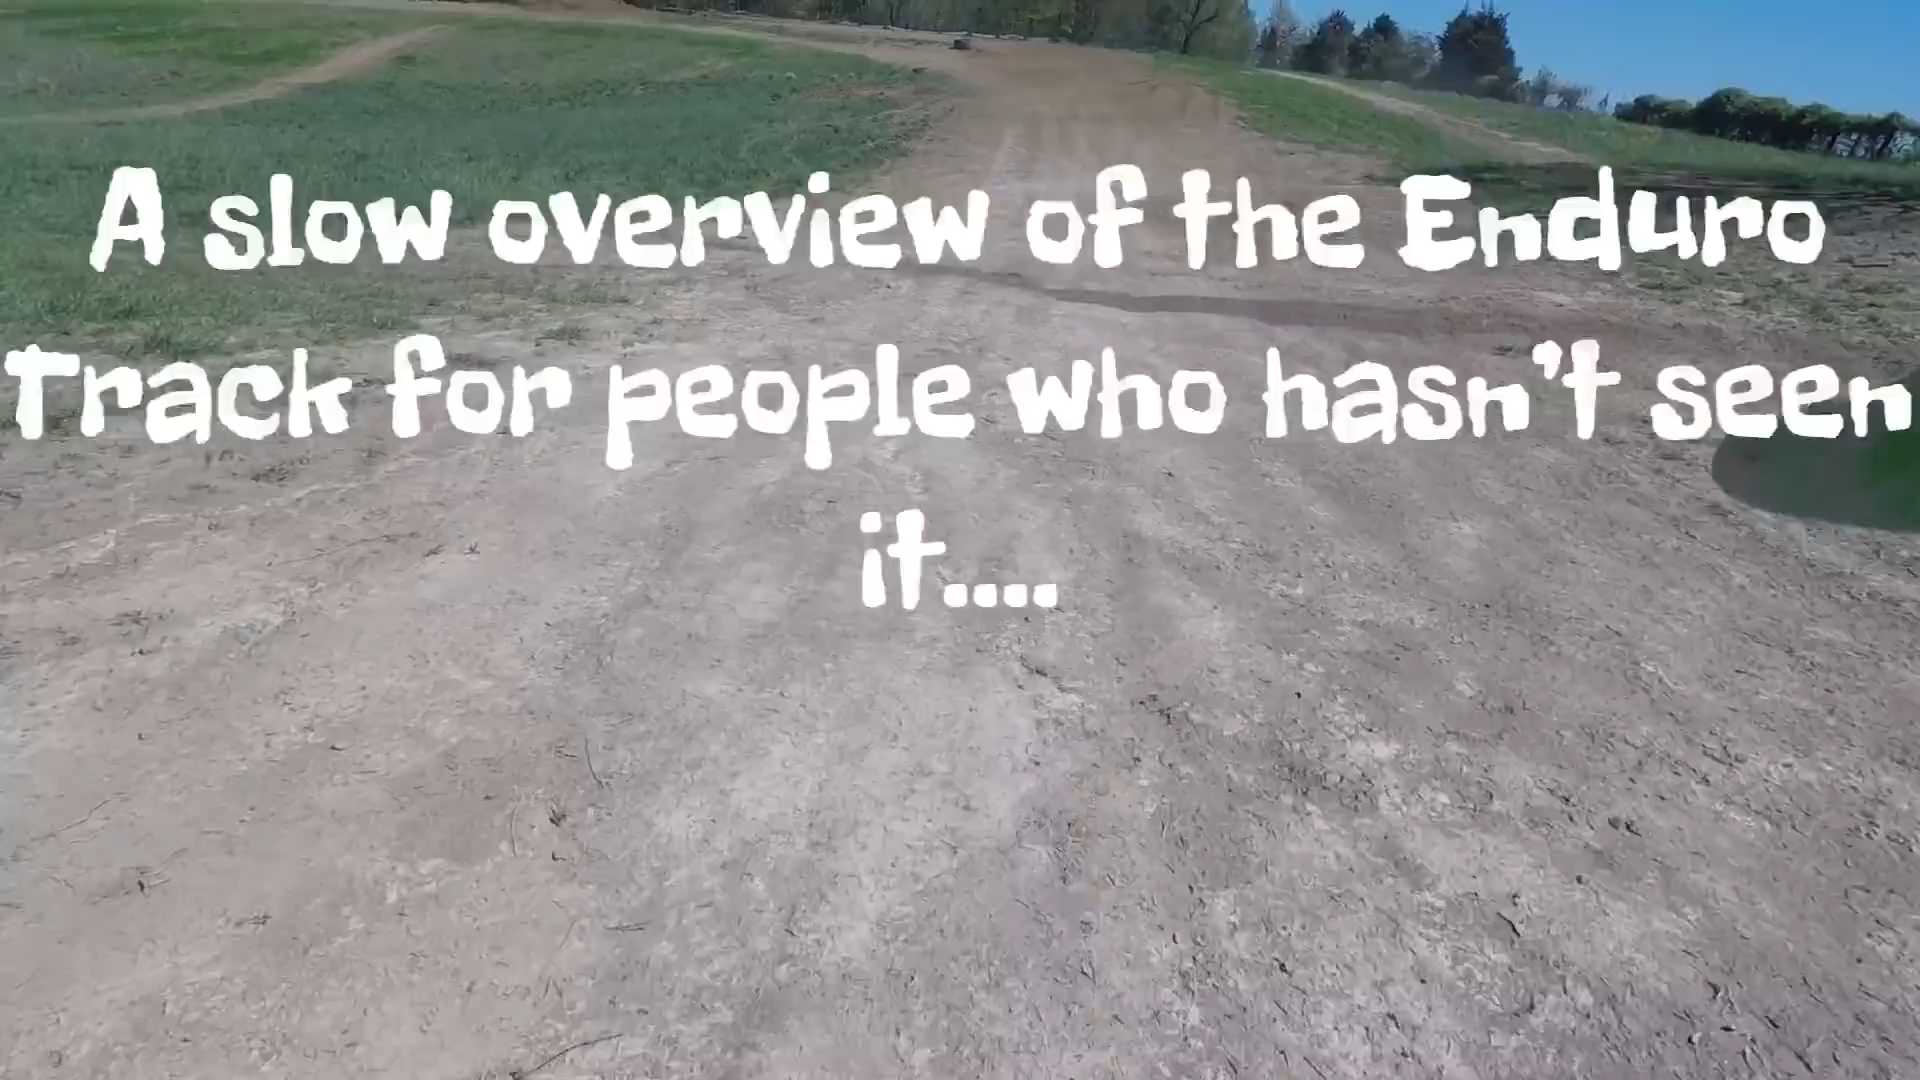 A slow overview of the Enduro
Track for people who hasn't seen
it....